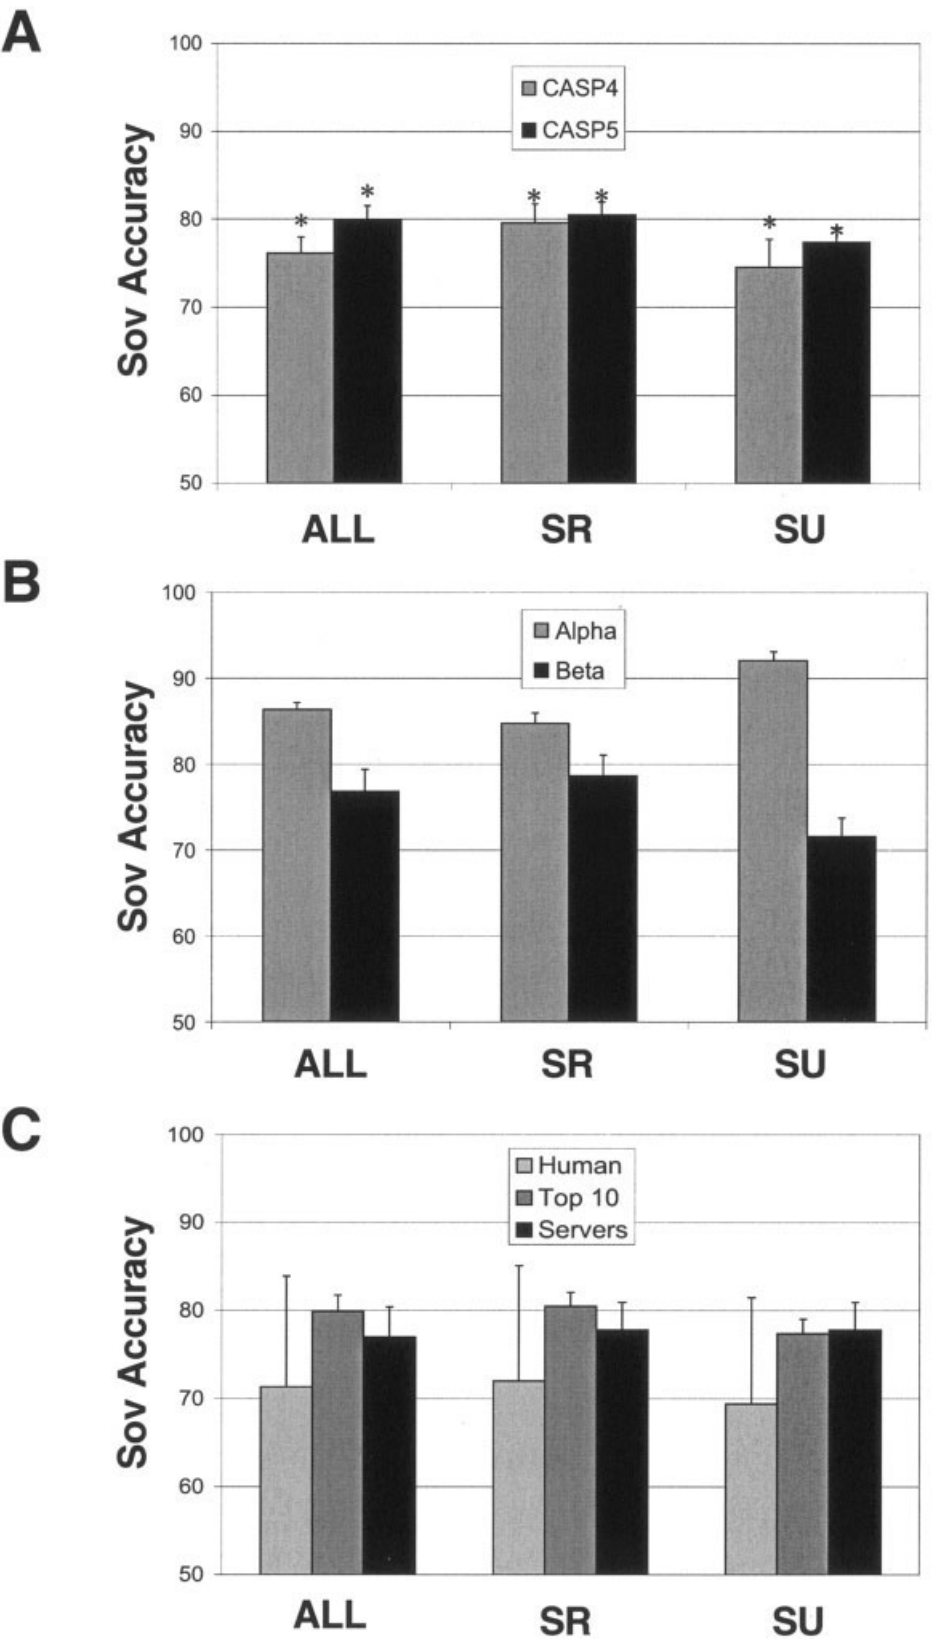 A
Sov Accuracy
100
90
80
70
60
50
CASP4
CASP5
* * * * * *
ALL SR SU
B
Sov Accuracy
100
90
80
70
60
50
Alpha
Beta
ALL SR SU
C
Sov Accuracy
100
90
80
70
60
50
Human
Top 10
Servers
ALL SR SU